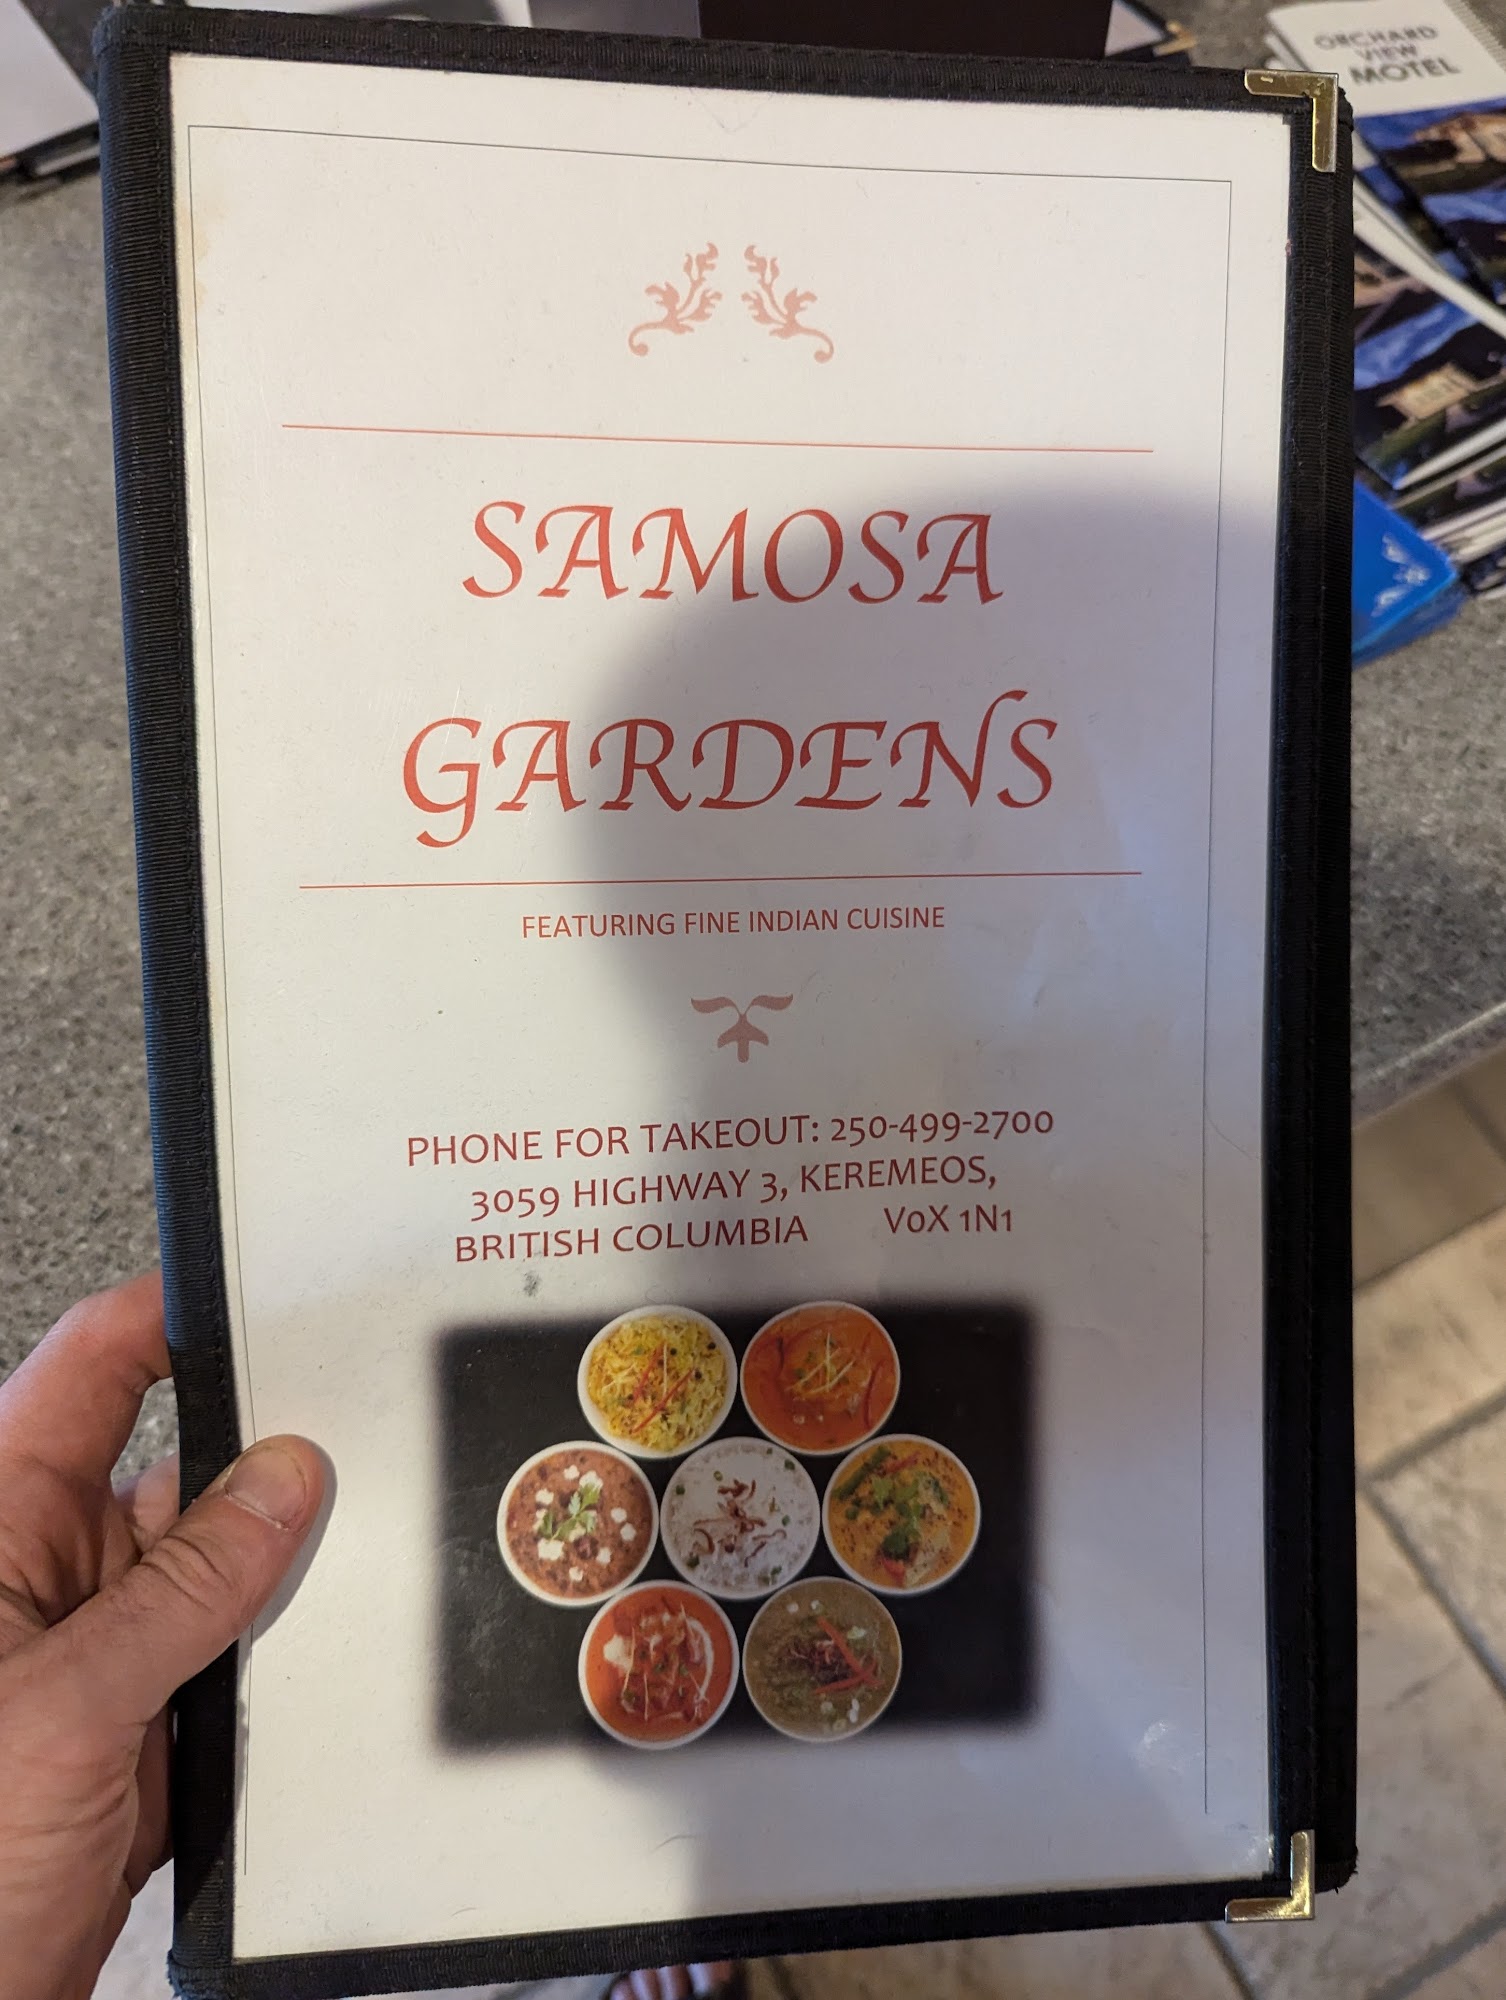 ORCHARD
VIEW
MOTEL
SAMOSA
GARDENS
FEATURING FINE INDIAN CUISINE
PHONE FOR TAKEOUT: 250-499-2700
3059 HIGHWAY 3, KEREMEOS,
BRITISH COLUMBIA V0X 1N1